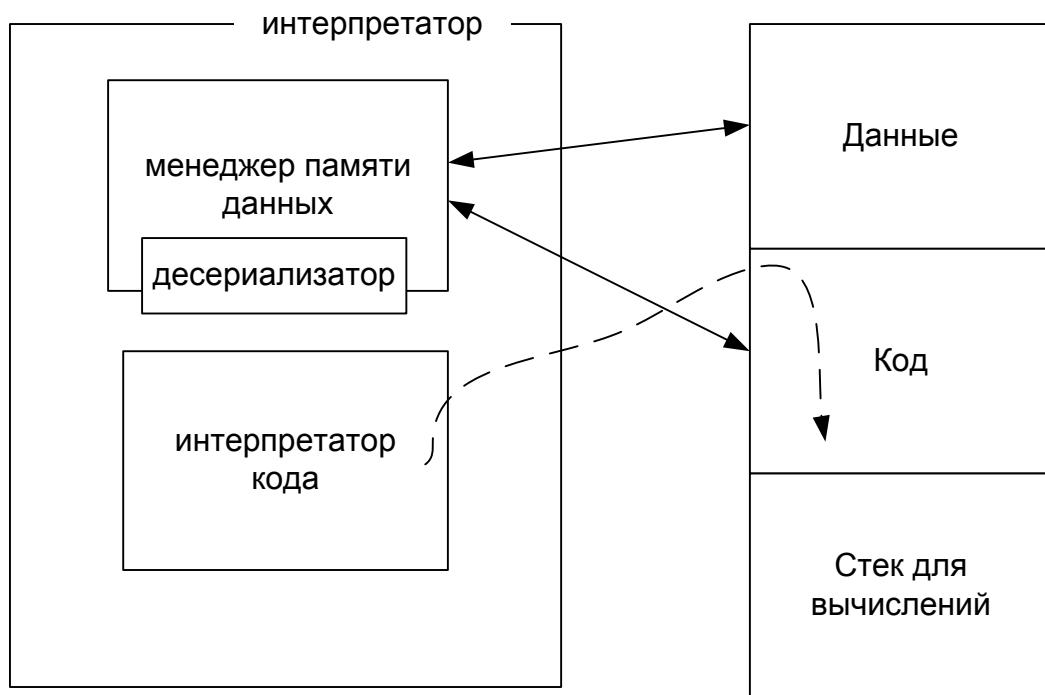 интерпретатор
менеджер памяти
данных
десериализатор
интерпретатор
кода
Данные
Код
Стек для
вычислений